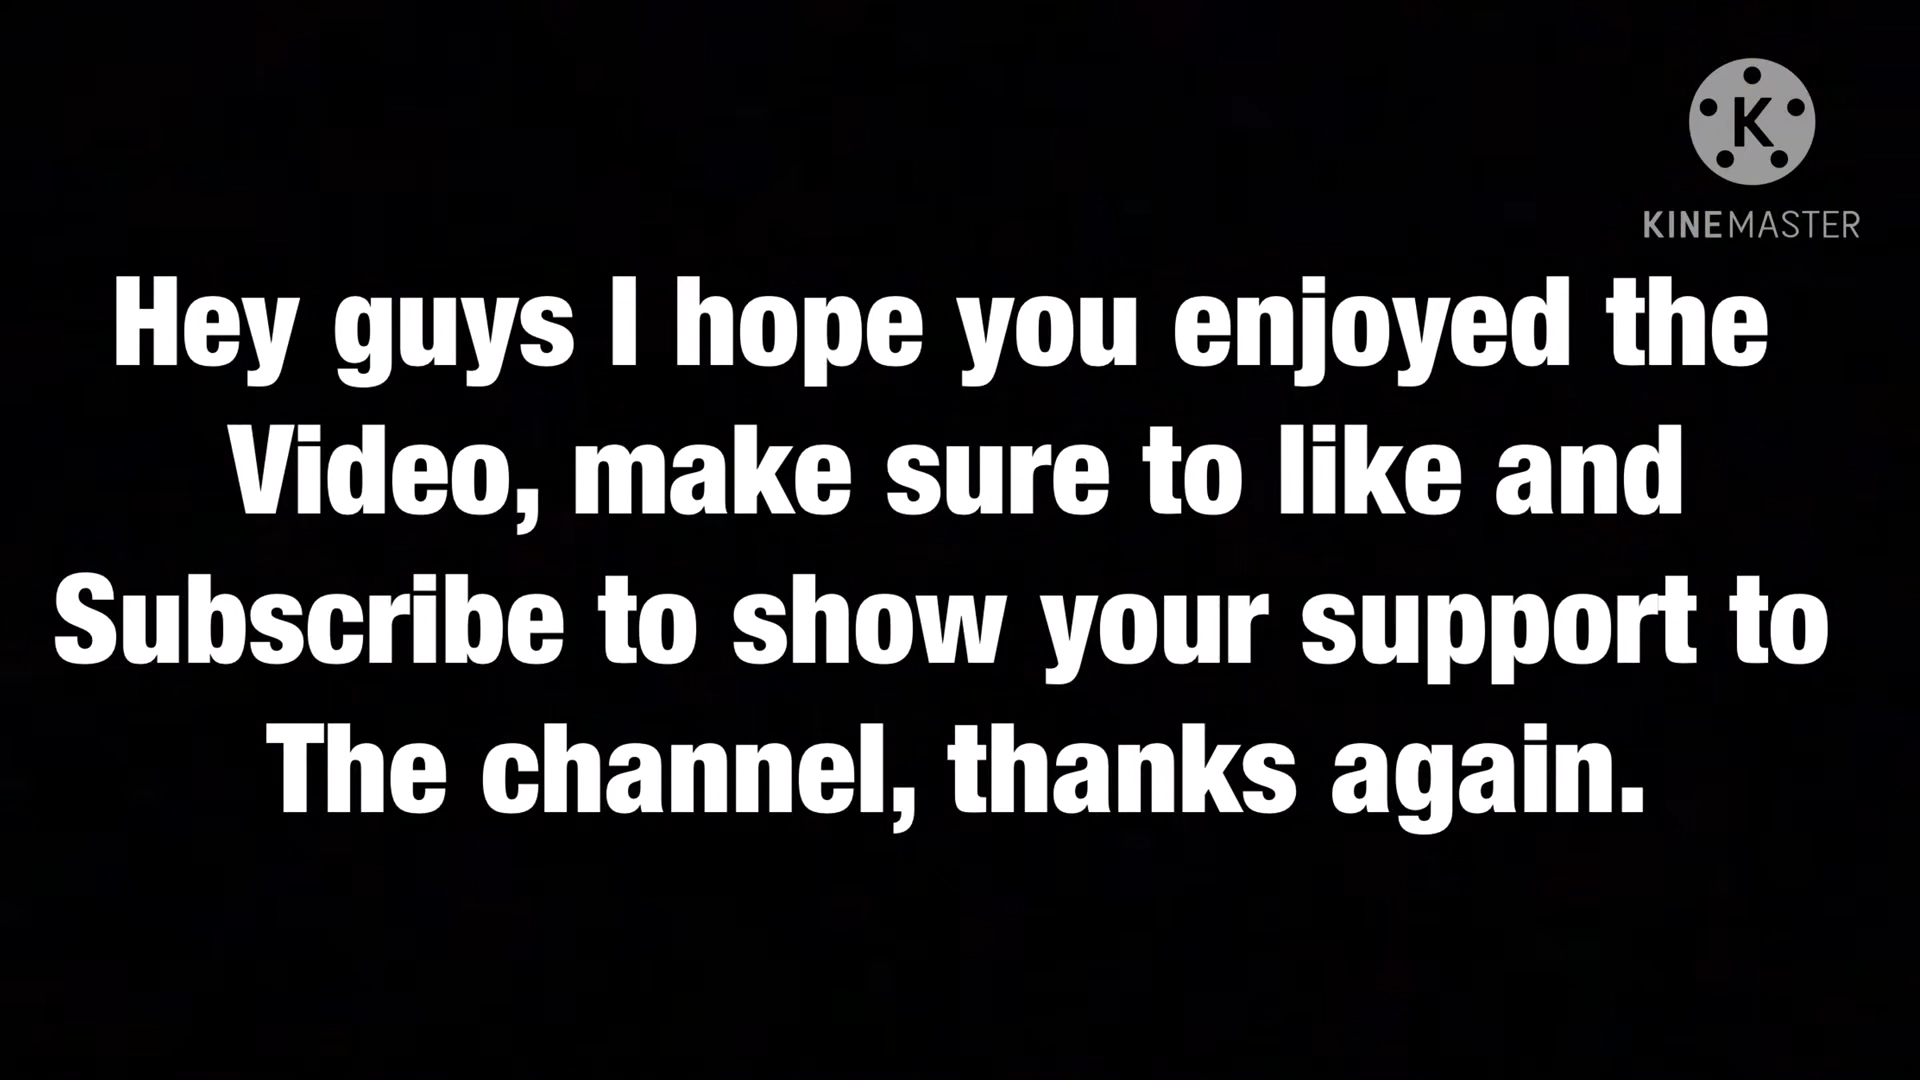 K
KINEMASTER
Hey guys I hope you enjoyed the
Video, make sure to like and
Subscribe to show your support to
The channel, thanks again.